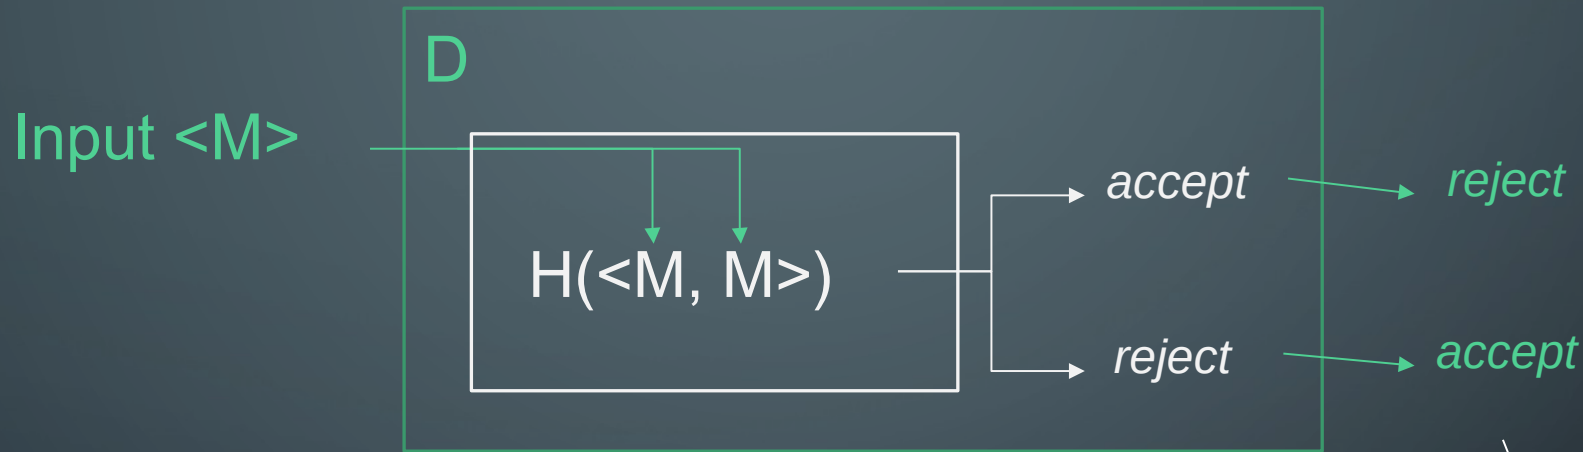 D
Input <M>
H(<M, M>)
accept
reject
reject
accept